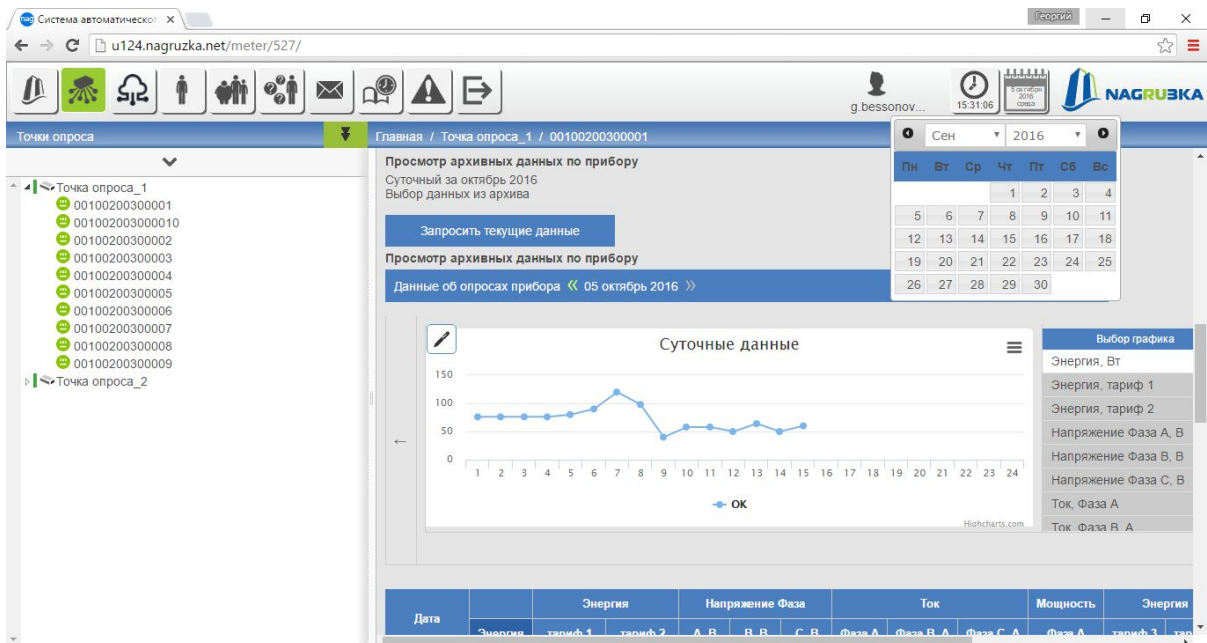 Система автоматическог
Георгий
u124.nagruzka.net/meter/527/
g.bessonov...
15:31:06
5 октября
2016
среда
NAGRUЗКА
Точки опроса
Главная / Точка опроса_1 / 00100200300001
Сен 2016
Пн Вт Ср Чт Пт Сб Вс
1 2 3 4
5 6 7 8 9 10 11
12 13 14 15 16 17 18
19 20 21 22 23 24 25
26 27 28 29 30
Точка опроса_1
00100200300001
001002003000010
00100200300002
00100200300003
00100200300004
00100200300005
00100200300006
00100200300007
00100200300008
00100200300009
Точка опроса_2
Просмотр архивных данных по прибору
Суточный за октябрь 2016
Выбор данных из архива
Запросить текущие данные
Просмотр архивных данных по прибору
Данные об опросах прибора « 05 октябрь 2016 »
Суточные данные
150
100
50
0
1 2 3 4 5 6 7 8 9 10 11 12 13 14 15 16 17 18 19 20 21 22 23 24
OK
Highcharts.com
Выбор графика
Энергия, Вт
Энергия, тариф 1
Энергия, тариф 2
Напряжение Фаза А, В
Напряжение Фаза В, В
Напряжение Фаза С, В
Ток, Фаза А
Ток, Фаза В, А
Дата Энергия Напряжение Фаза Ток Мощность Энергия
Энергия тариф 1 тариф 2 А, В В, В С, В Фаза А Фаза В, А Фаза С, А Фаза А тариф 3